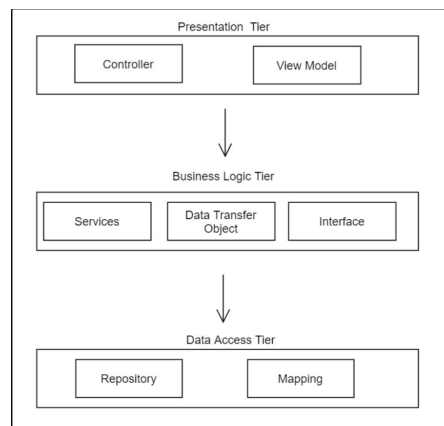 Presentation Tier
Controller
View Model
Business Logic Tier
Services
Data Transfer
Object
Interface
Data Access Tier
Repository
Mapping